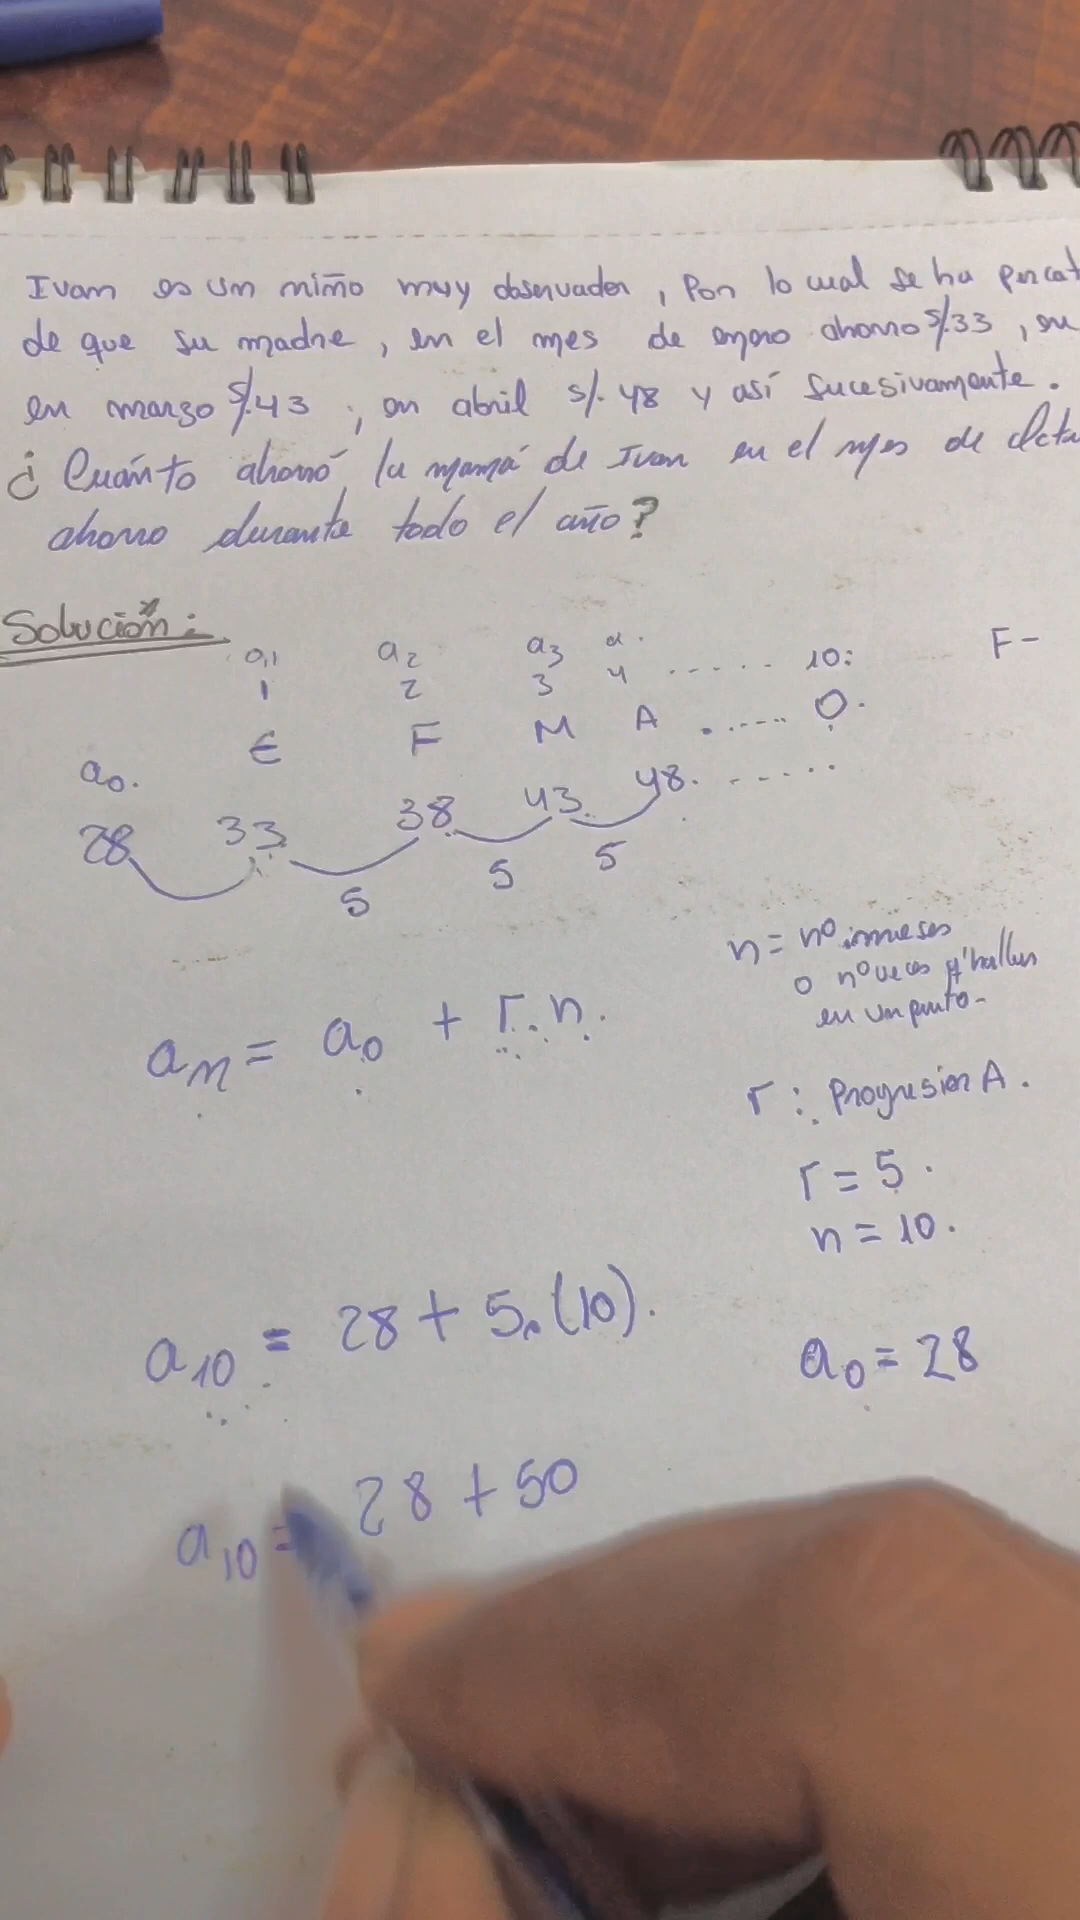 Ivan es un niño muy observador, Por lo cual se ha percat
de que su madre, en el mes de enero ahorro S/.33, en
en marzo S/.43, en abril S/. 48 y así sucesivamente.
¿Cuánto ahorró la mamá de Ivan en el mes de Octu
ahorro durante todo el año?
Solución:
a1 a2 a3 a.
1 2 3 4 ...... 10:
F-
E F M A ...... O.
a0.
28 33 38 43. 48. ......
5 5 5
n = nº meses
o nº veces q' hallen
en un punto-
an = a0 + r.n.
r: Progresion A.
r = 5.
n = 10.
a10 = 28 + 5.(10).
a0 = 28
a10 = 28 + 50